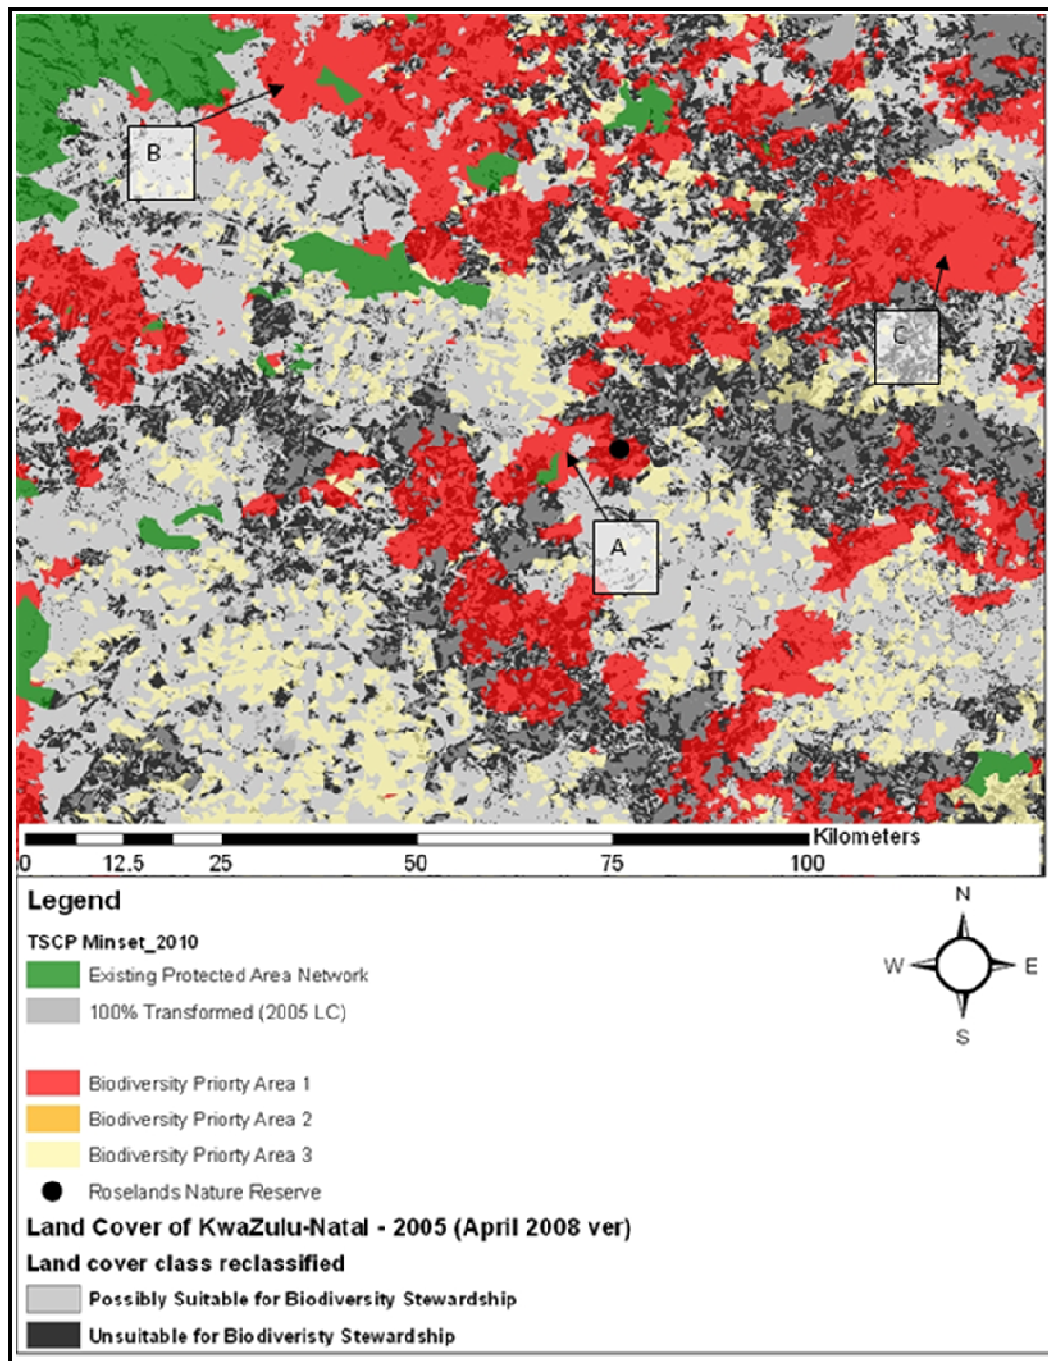 B
C
A
Kilometers
0 12.5 25 50 75 100
Legend
N
TSCP Minset_2010
W E
Existing Protected Area Network
100% Transformed (2005 LC)
S
Biodiversity Priorty Area 1
Biodiversity Priorty Area 2
Biodiversity Priorty Area 3
Roselands Nature Reserve
Land Cover of KwaZulu-Natal - 2005 (April 2008 ver)
Land cover class reclassified
Possibly Suitable for Biodiversity Stewardship
Unsuitable for Biodiveristy Stewardship